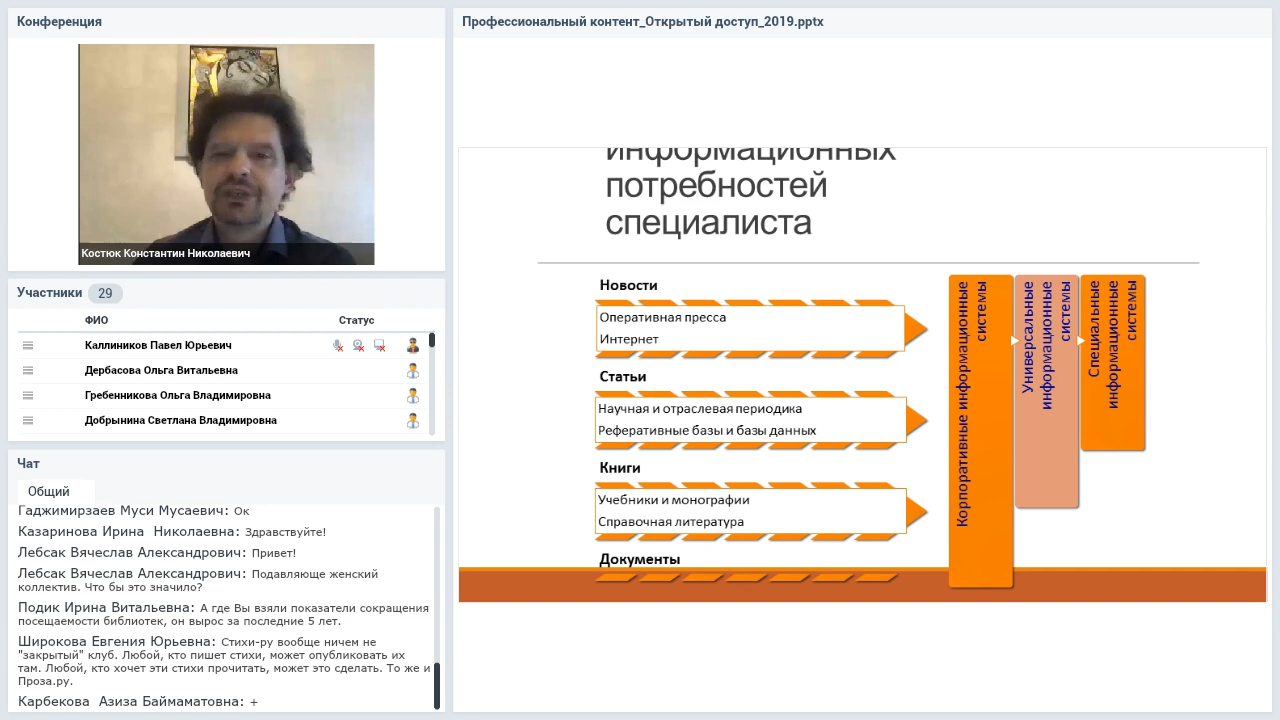 Конференция
Костюк Константин Николаевич
Участники 29
ФИО Статус
Каллиников Павел Юрьевич
Дербасова Ольга Витальевна
Гребенникова Ольга Владимировна
Добрынина Светлана Владимировна
Чат
Общий
Гаджимирзаев Муси Мусаевич: Ок
Казаринова Ирина Николаевна: Здравствуйте!
Лебсак Вячеслав Александрович: Привет!
Лебсак Вячеслав Александрович: Подавляюще женский
коллектив. Что бы это значило?
Подик Ирина Витальевна: А где Вы взяли показатели сокращения
посещаемости библиотек, он вырос за последние 5 лет.
Широкова Евгения Юрьевна: Стихи-ру вообще ничем не
"закрытый" клуб. Любой, кто пишет стихи, может опубликовать их
там. Любой, кто хочет эти стихи прочитать, может это сделать. То же и
Проза.ру.
Карбекова Азиза Баймаматовна: +
Профессиональный контент_Открытый доступ_2019.pptx
информационных
потребностей
специалиста
Новости
Оперативная пресса
Интернет
Статьи
Научная и отраслевая периодика
Реферативные базы и базы данных
Книги
Учебники и монографии
Справочная литература
Документы
Корпоративные информационные
системы
Универсальные
информационные
системы
Специальные
информационные
системы